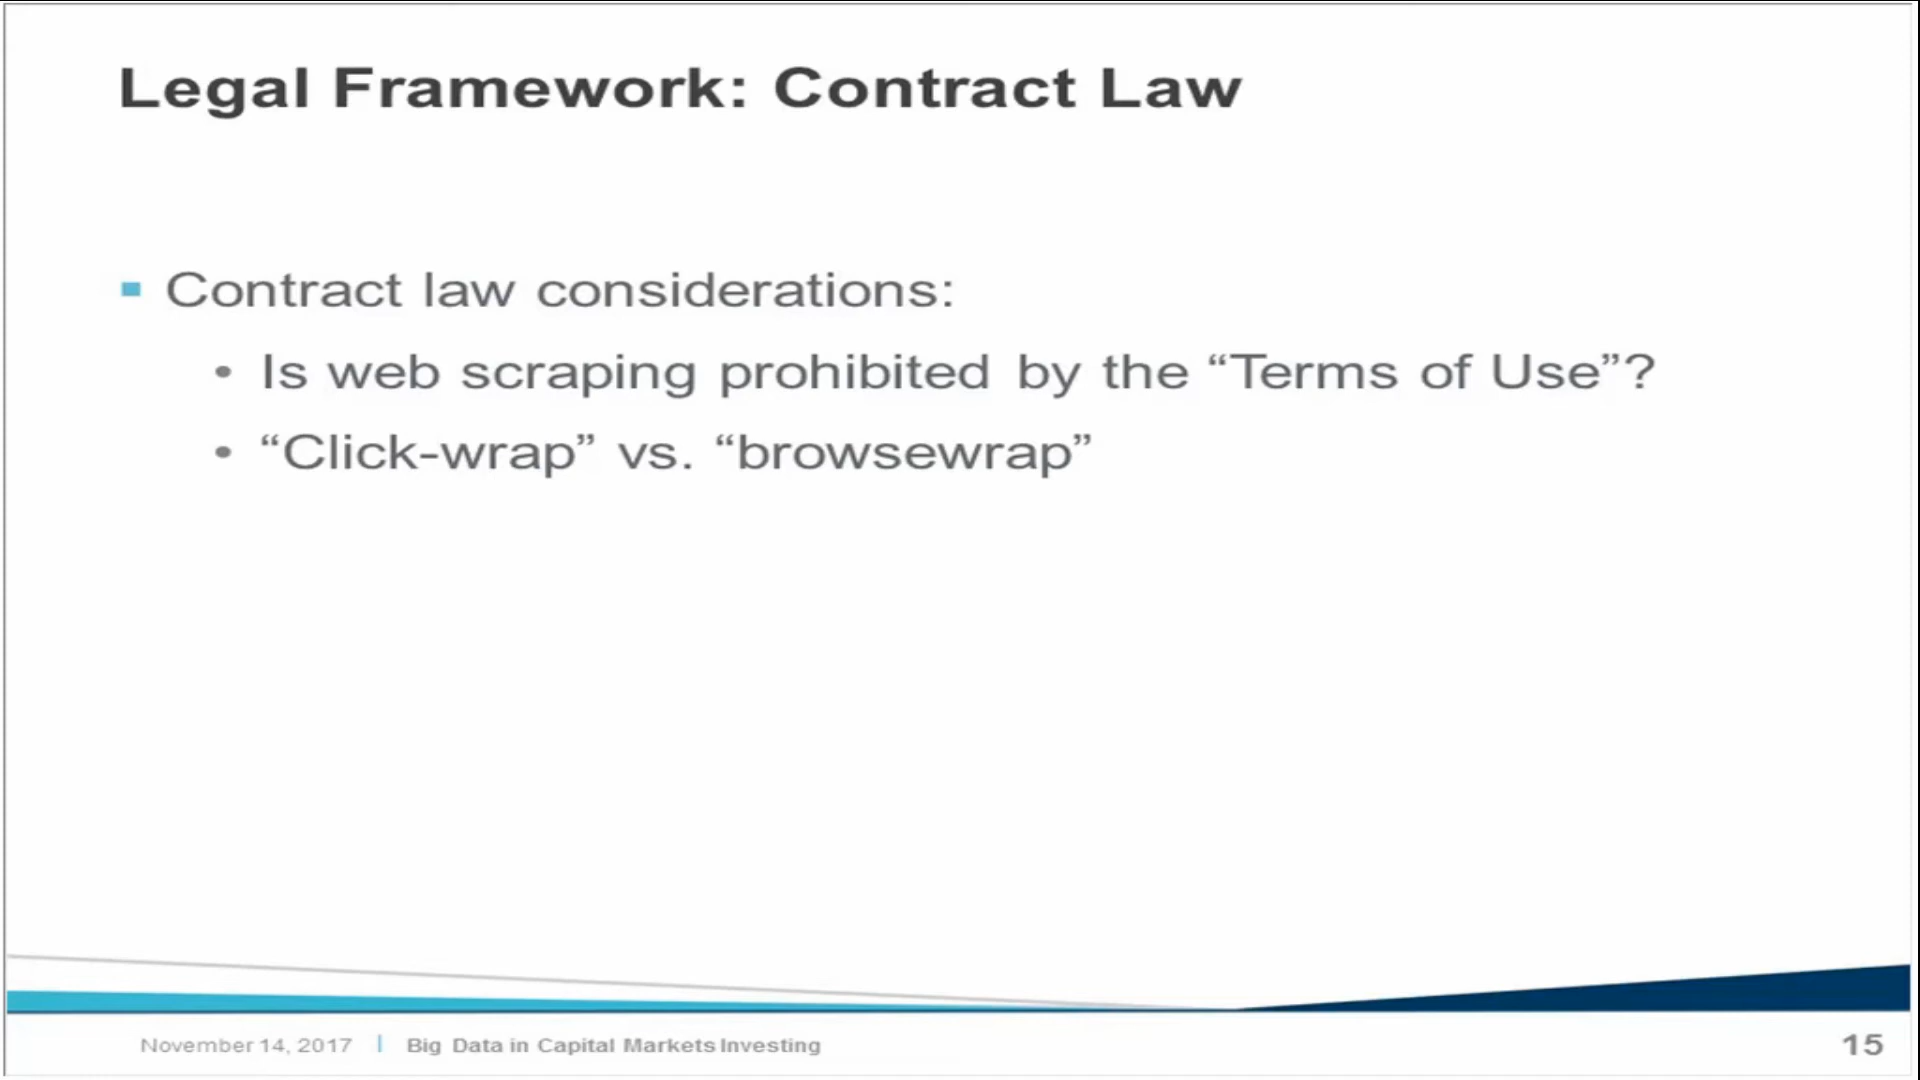 Legal Framework: Contract Law
Contract law considerations:
Is web scraping prohibited by the “Terms of Use”?
“Click-wrap” vs. “browsewrap”
November 14, 2017 | Big Data in Capital Markets Investing
15